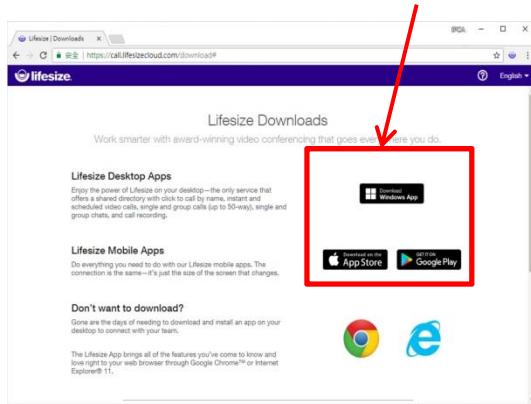 Lifesize | Downloads
安全 | https://call.lifesizecloud.com/download#
lifesize.
English
Lifesize Downloads
Work smarter with award-winning video conferencing that goes everywhere you do.
Lifesize Desktop Apps
Enjoy the power of Lifesize on your desktop—the only service that
offers a shared directory with click to call by name, instant and
scheduled video calls, single and group calls (up to 50-way), single and
group chats, and call recording.
Download
Windows App
Lifesize Mobile Apps
Do everything you need to do with our Lifesize mobile apps. The
connection is the same—it's just the size of the screen that changes.
Download on the
App Store
GET IT ON
Google Play
Don't want to download?
Gone are the days of needing to download and install an app on your
desktop to connect with your team.
The Lifesize App brings all of the features you've come to know and
love right to your web browser through Google Chrome™ or Internet
Explorer® 11.